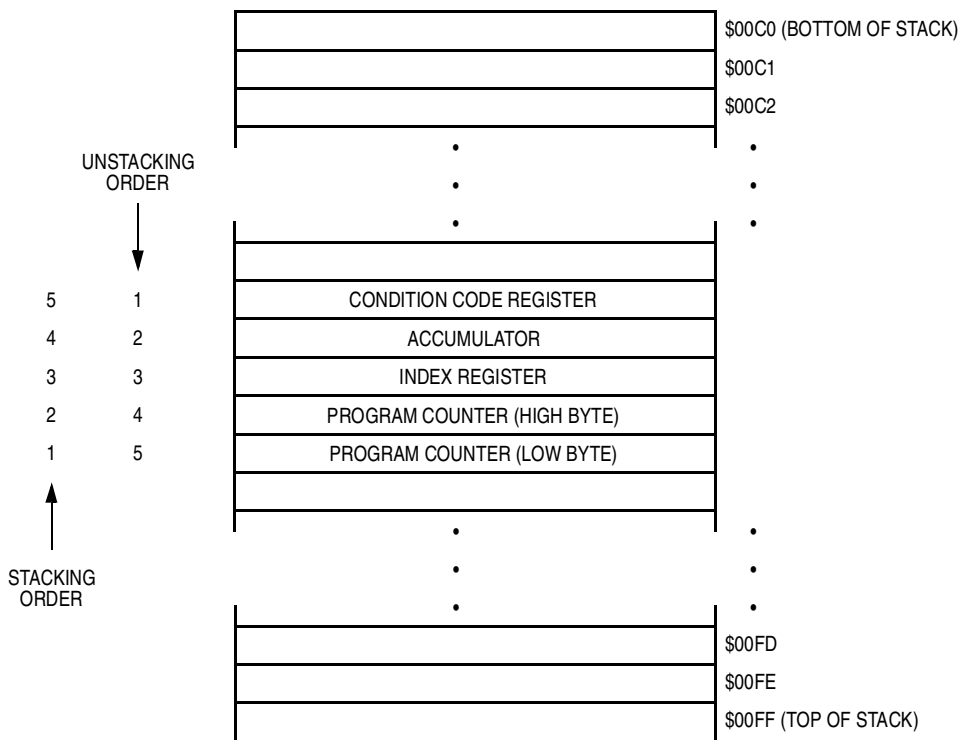 $00C0 (BOTTOM OF STACK)
$00C1
$00C2
UNSTACKING
ORDER
5 1 CONDITION CODE REGISTER
4 2 ACCUMULATOR
3 3 INDEX REGISTER
2 4 PROGRAM COUNTER (HIGH BYTE)
1 5 PROGRAM COUNTER (LOW BYTE)
STACKING
ORDER
$00FD
$00FE
$00FF (TOP OF STACK)